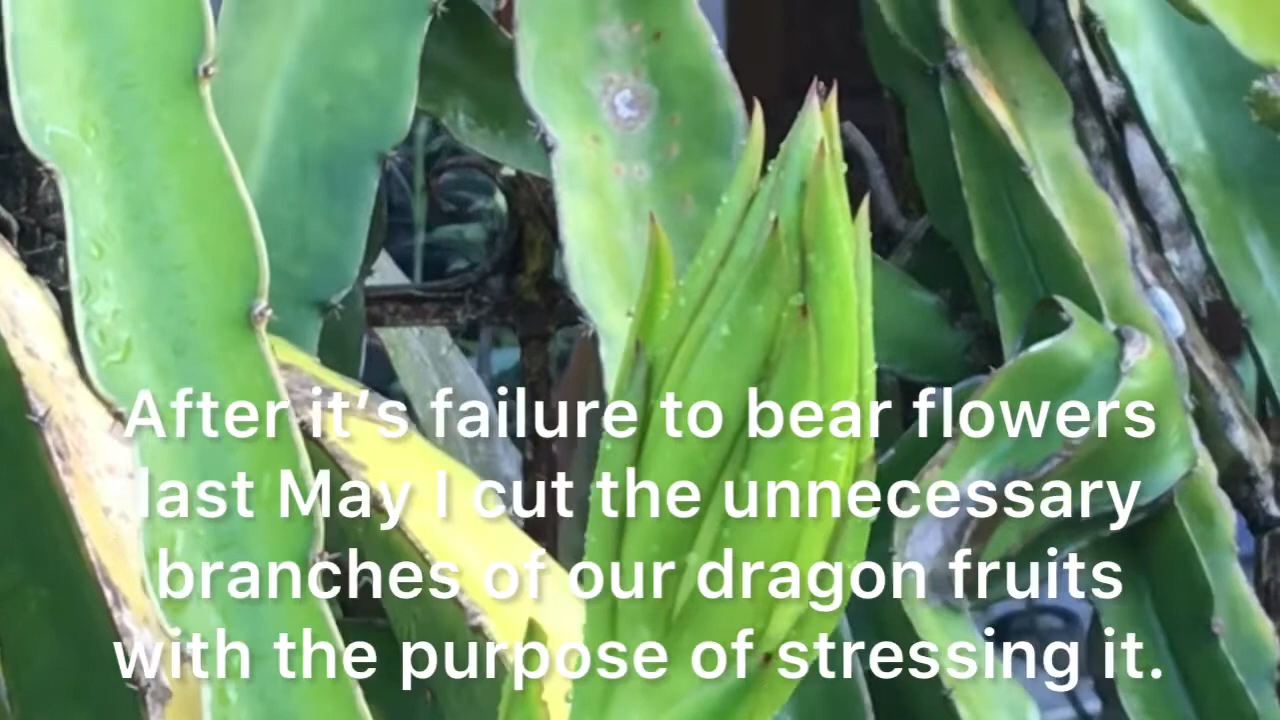 After it’s failure to bear flowers
last May I cut the unnecessary
branches of our dragon fruits
with the purpose of stressing it.